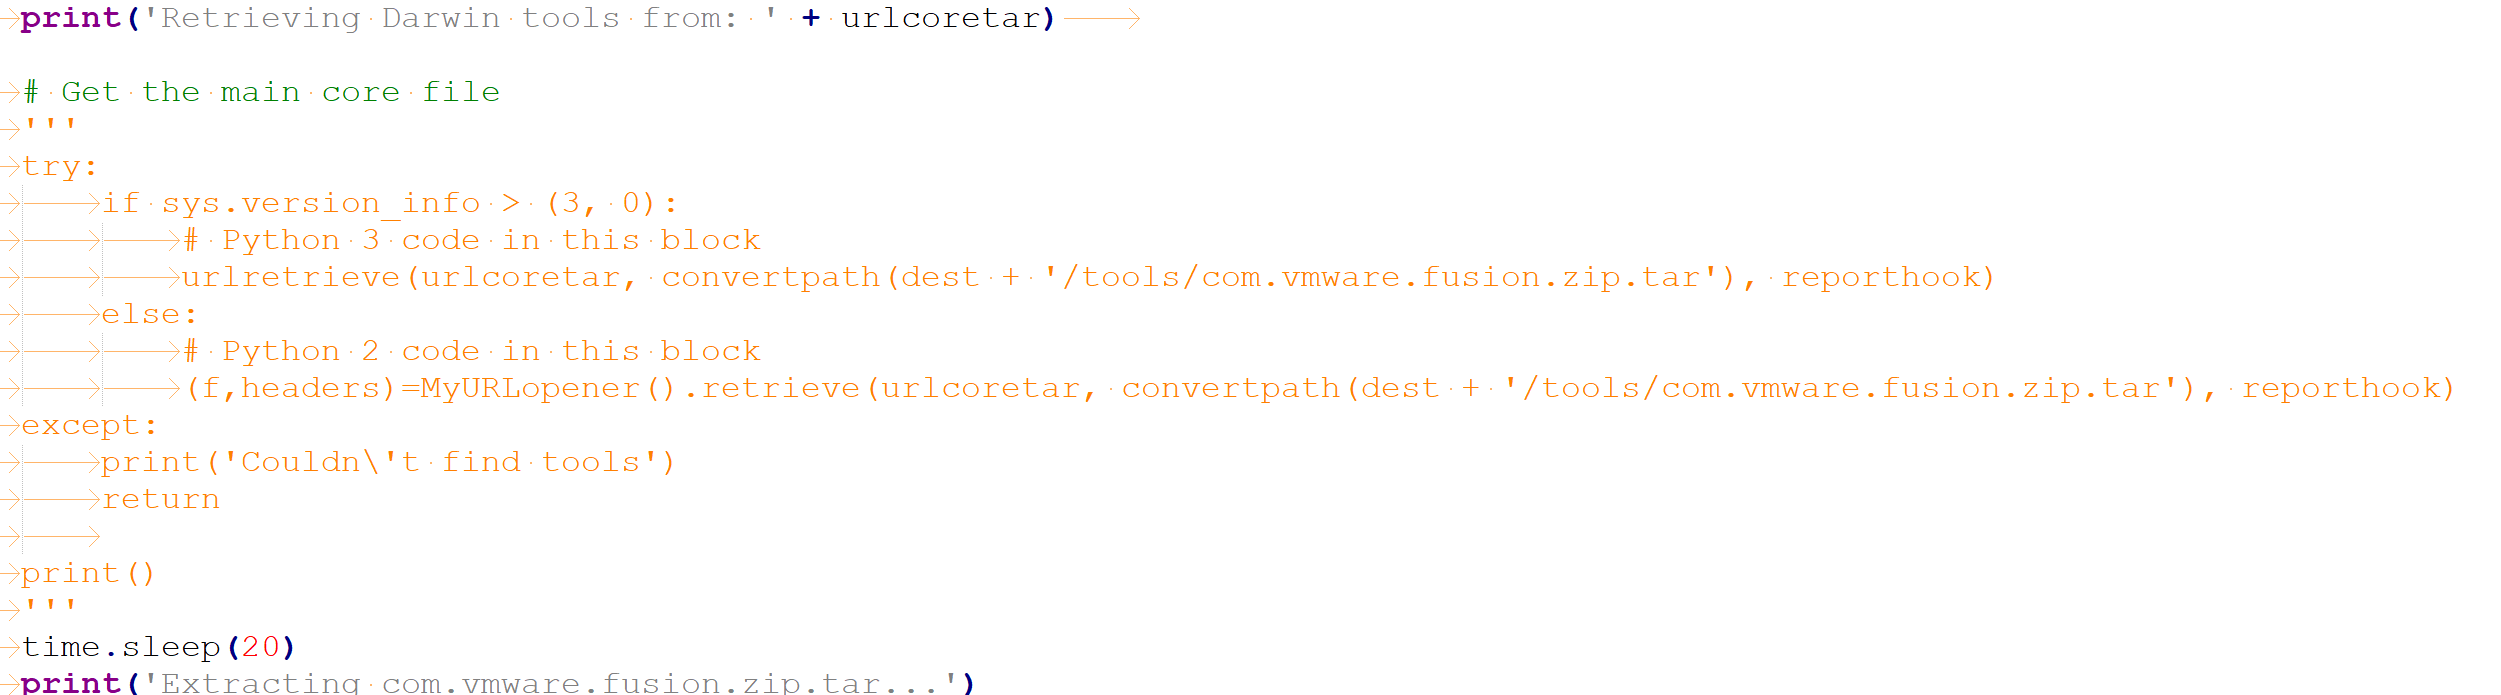 print('Retrieving Darwin tools from: ' + urlcoretar)
# Get the main core file
'''
try:
if sys.version_info > (3, 0):
# Python 3 code in this block
urlretrieve(urlcoretar, convertpath(dest + '/tools/com.vmware.fusion.zip.tar'), reporthook)
else:
# Python 2 code in this block
(f,headers)=MyURLopener().retrieve(urlcoretar, convertpath(dest + '/tools/com.vmware.fusion.zip.tar'), reporthook)
except:
print('Couldn\'t find tools')
return
print()
'''
time.sleep(20)
print('Extracting com.vmware.fusion.zip.tar...')